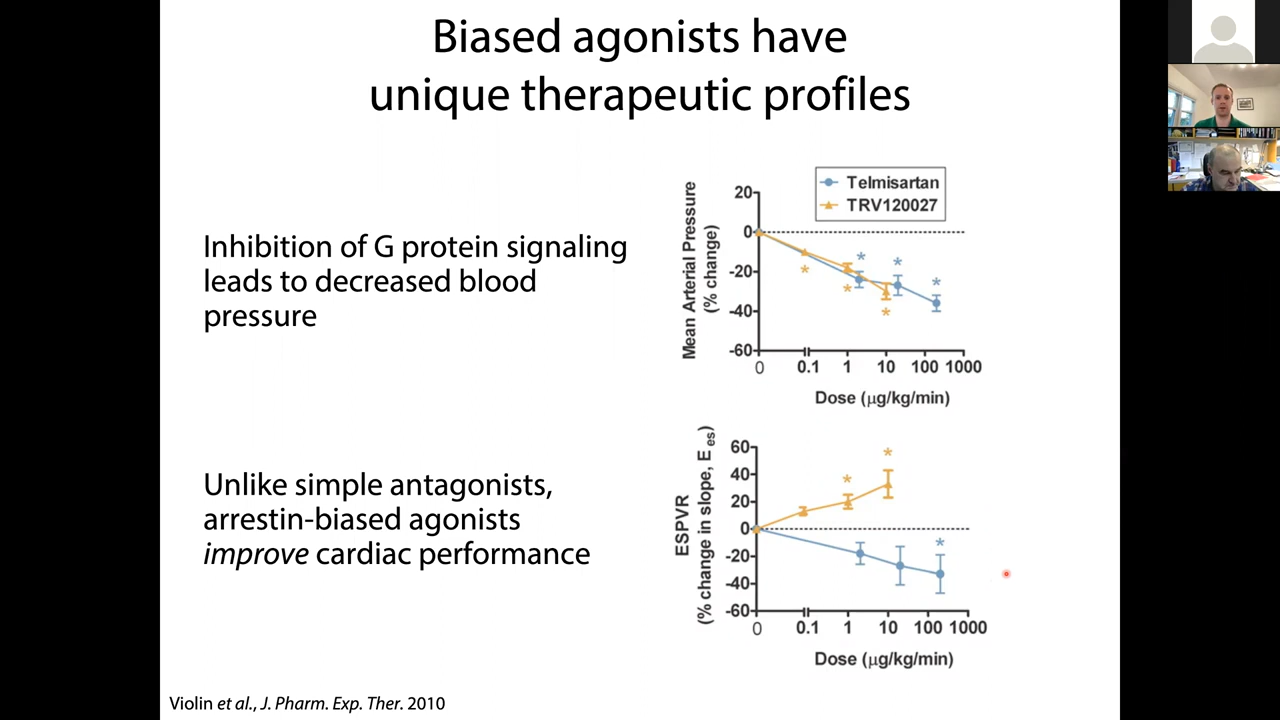 Biased agonists have
unique therapeutic profiles
Inhibition of G protein signaling
leads to decreased blood
pressure
Telmisartan
TRV120027
Mean Arterial Pressure
(% change)
20
0
-20
-40
-60
* * *
* * *
0 0.1 1 10 100 1000
Dose (μg/kg/min)
Unlike simple antagonists,
arrestin-biased agonists
improve cardiac performance
ESPVR
(% change in slope, E es)
60
40
20
0
-20
-40
-60
* *
*
0 0.1 1 10 100 1000
Dose (μg/kg/min)
Violin et al., J. Pharm. Exp. Ther. 2010